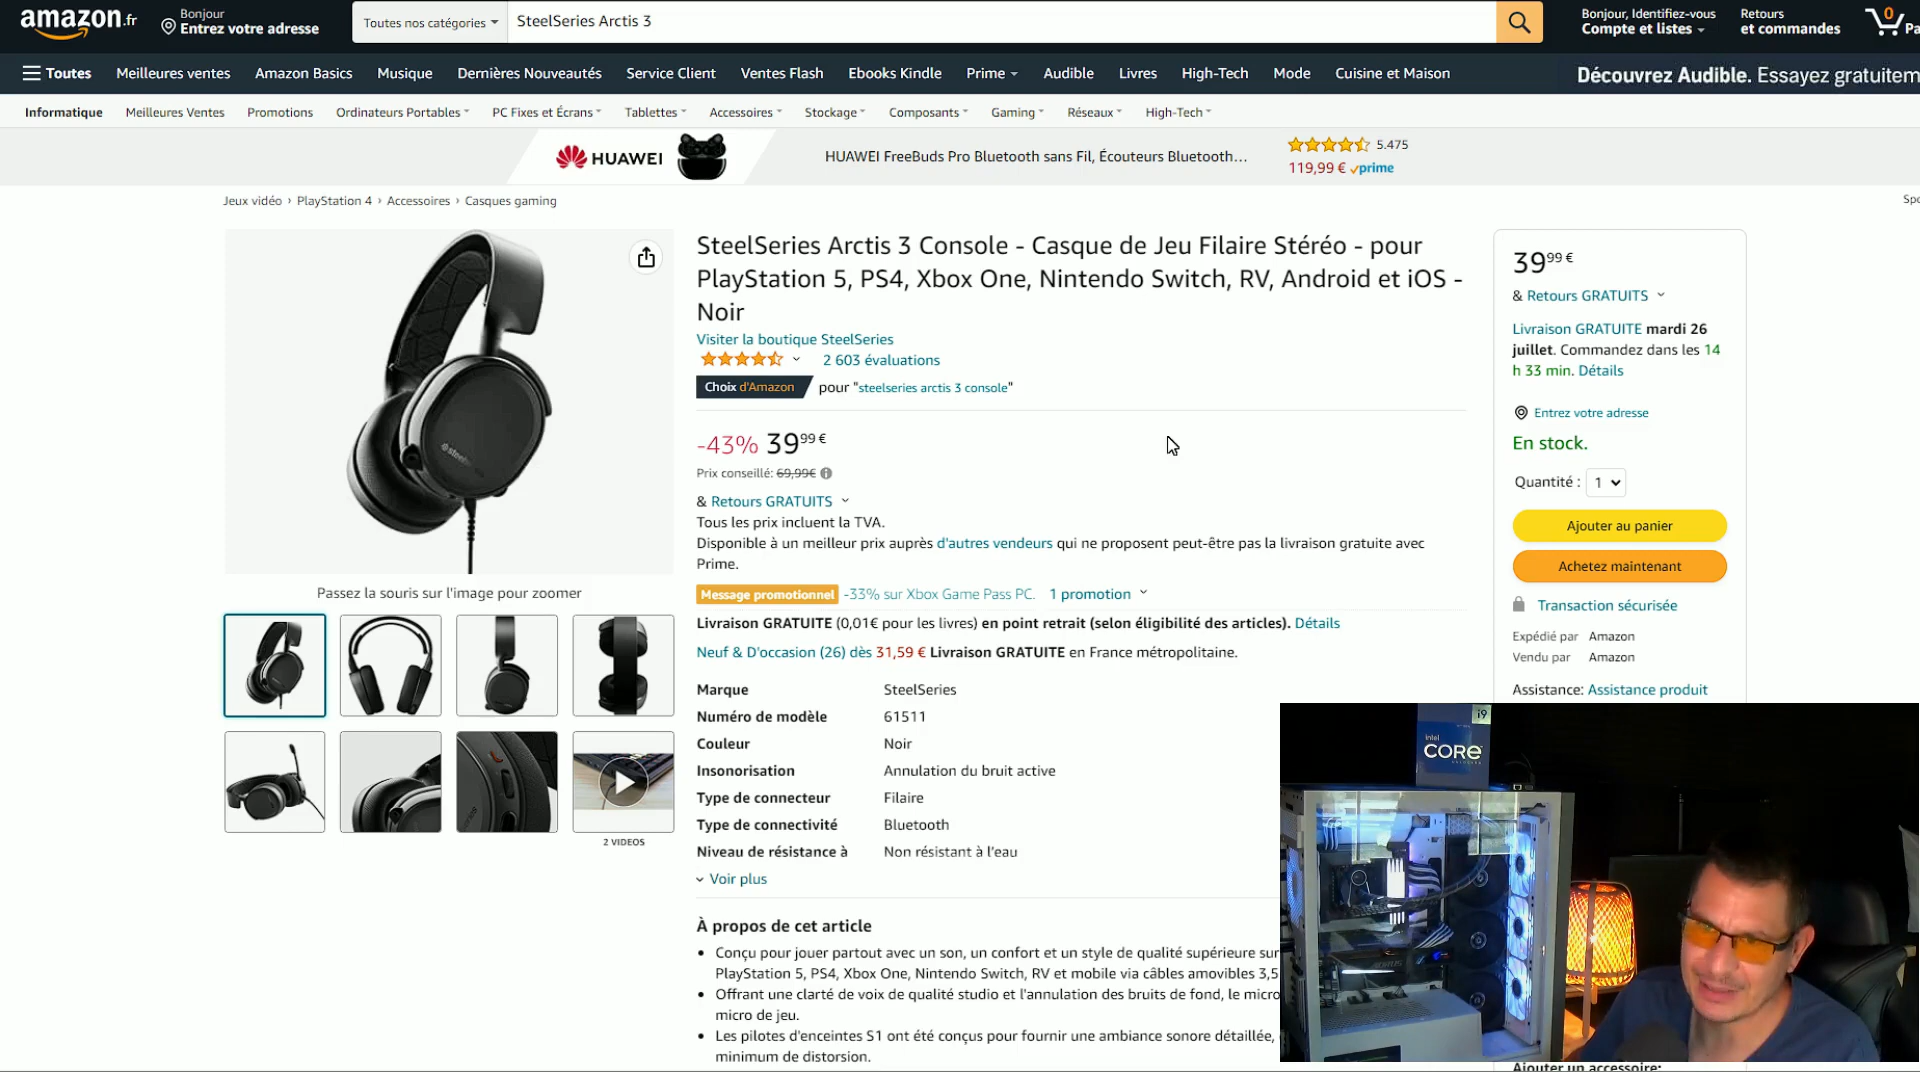 amazon.fr
Bonjour
Entrez votre adresse
Toutes nos catégories
SteelSeries Arctis 3
Bonjour, Identifiez-vous
Compte et listes
Retours
et commandes
0
Pa
Toutes
Meilleures ventes
Amazon Basics
Musique
Dernières Nouveautés
Service Client
Ventes Flash
Ebooks Kindle
Prime
Audible
Livres
High-Tech
Mode
Cuisine et Maison
Découvrez Audible. Essayez gratuitem
Informatique
Meilleures Ventes
Promotions
Ordinateurs Portables
PC Fixes et Écrans
Tablettes
Accessoires
Stockage
Composants
Gaming
Réseaux
High-Tech
HUAWEI
HUAWEI FreeBuds Pro Bluetooth sans Fil, Écouteurs Bluetooth…
5.475
119,99 € prime
Jeux vidéo › PlayStation 4 › Accessoires › Casques gaming
Spo
SteelSeries Arctis 3 Console - Casque de Jeu Filaire Stéréo - pour
PlayStation 5, PS4, Xbox One, Nintendo Switch, RV, Android et iOS -
Noir
Visiter la boutique SteelSeries
2 603 évaluations
Choix d'Amazon pour "steelseries arctis 3 console"
-43% 39,99 €
Prix conseillé: 69,99€
& Retours GRATUITS
Tous les prix incluent la TVA.
Disponible à un meilleur prix auprès d'autres vendeurs qui ne proposent peut-être pas la livraison gratuite avec
Prime.
Message promotionnel -33% sur Xbox Game Pass PC. 1 promotion
Livraison GRATUITE (0,01€ pour les livres) en point retrait (selon éligibilité des articles). Détails
Neuf & D'occasion (26) dès 31,59 € Livraison GRATUITE en France métropolitaine.
Marque SteelSeries
Numéro de modèle 61511
Couleur Noir
Insonorisation Annulation du bruit active
Type de connecteur Filaire
Type de connectivité Bluetooth
Niveau de résistance à Non résistant à l'eau
Voir plus
À propos de cet article
Conçu pour jouer partout avec un son, un confort et un style de qualité supérieure sur
PlayStation 5, PS4, Xbox One, Nintendo Switch, RV et mobile via câbles amovibles 3,5
Offrant une clarté de voix de qualité studio et l'annulation des bruits de fond, le micro
micro de jeu.
Les pilotes d'enceintes S1 ont été conçus pour fournir une ambiance sonore détaillée,
minimum de distorsion.
Passez la souris sur l'image pour zoomer
2 VIDEOS
39,99 €
& Retours GRATUITS
Livraison GRATUITE mardi 26
juillet. Commandez dans les 14
h 33 min. Détails
Entrez votre adresse
En stock.
Quantité : 1
Ajouter au panier
Achetez maintenant
Transaction sécurisée
Expédié par Amazon
Vendu par Amazon
Assistance: Assistance produit
i9
intel
CORE
Ajouter un accessoire: